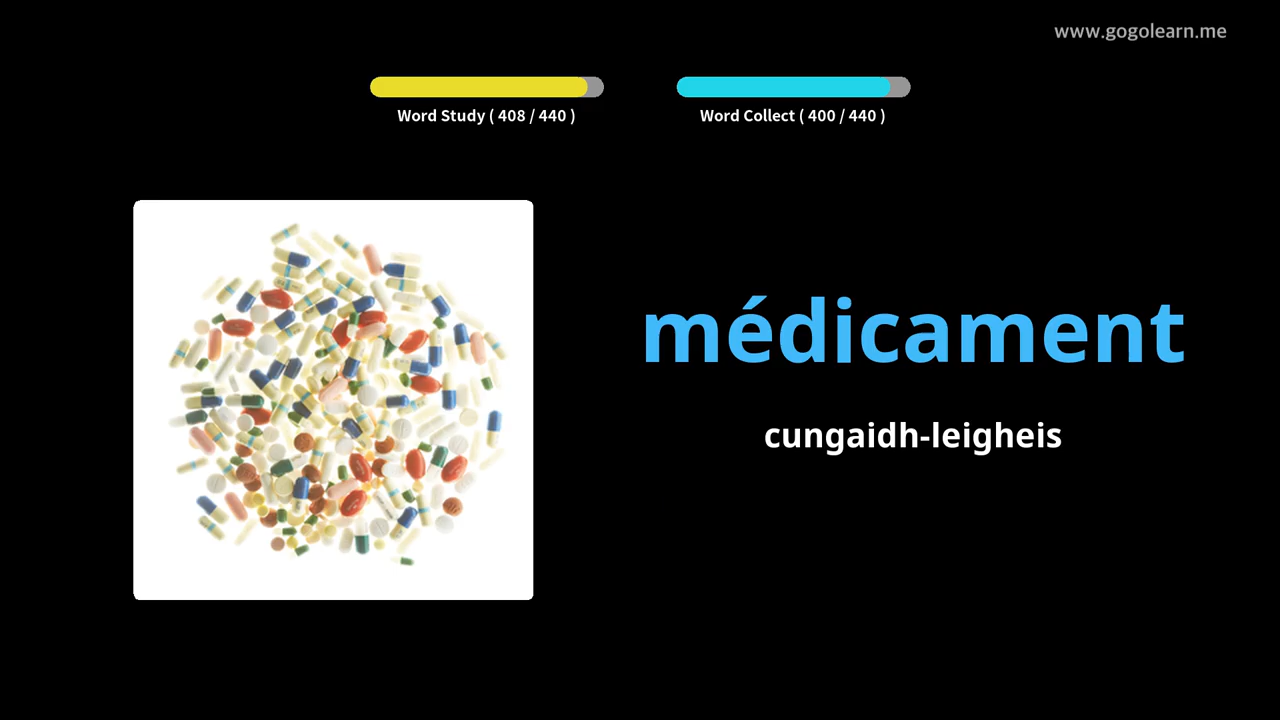 www.gogolearn.me
Word Study ( 408 / 440 )
Word Collect ( 400 / 440 )
médicament
cungaidh-leigheis